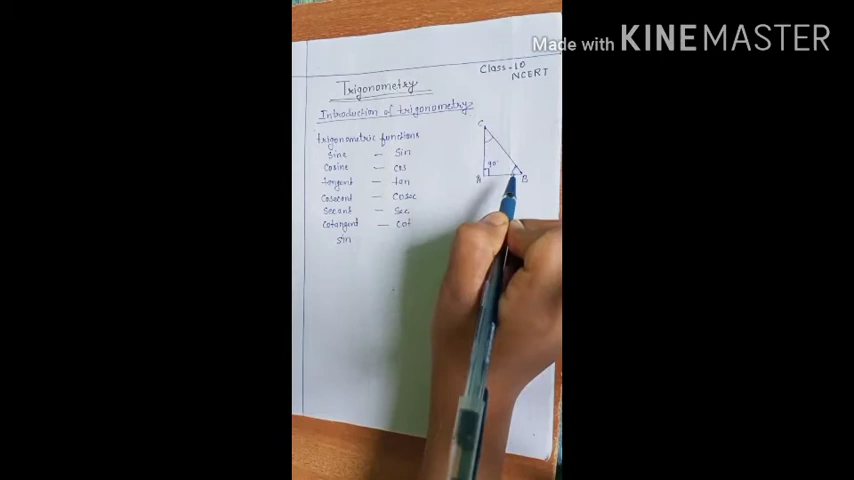 Made with KINEMASTER
Class-10
NCERT
Trigonometry
Introduction of trigonometry
trigonometric functions
sine - sin
cosine - cos
tangent - tan
cosecant - cosec
secant - sec
cotangent - cot
sin
C
90°
A B